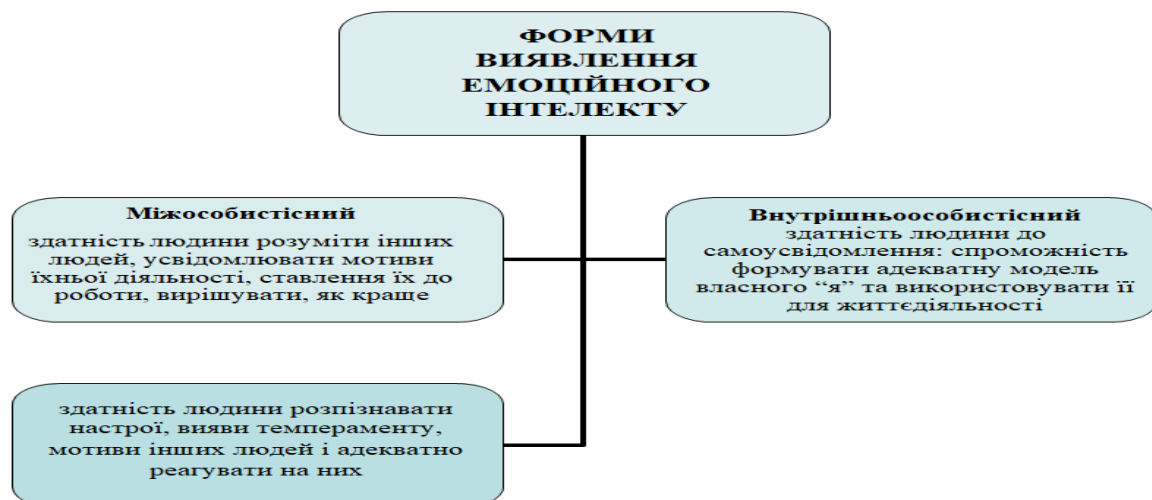 ФОРМИ
ВИЯВЛЕННЯ
ЕМОЦІЙНОГО
ІНТЕЛЕКТУ
Міжособистісний
здатність людини розуміти інших
людей, усвідомлювати мотиви
їхньої діяльності, ставлення їх до
роботи, вирішувати, як краще
Внутрішньоособистісний
здатність людини до
самоусвідомлення: спроможність
формувати адекватну модель
власного “я” та використовувати її
для життєдіяльності
здатність людини розпізнавати
настрої, вияви темпераменту,
мотиви інших людей і адекватно
реагувати на них